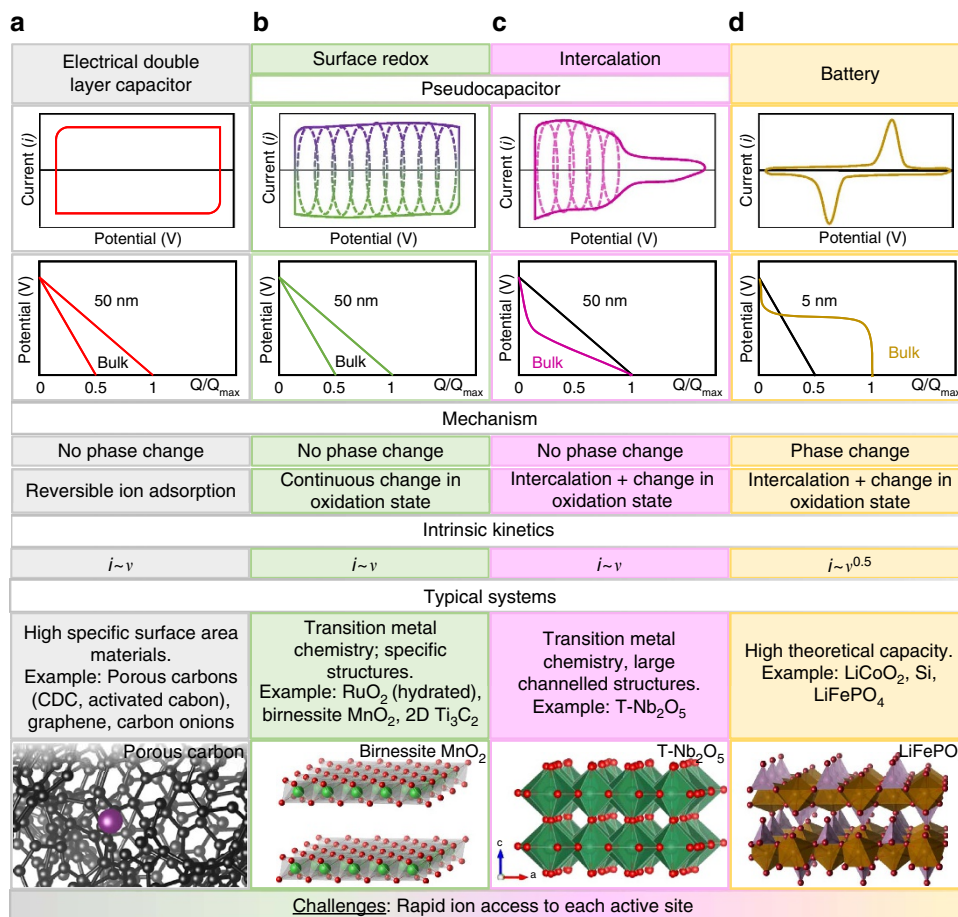 a
b
c
d
Electrical double
layer capacitor
Surface redox
Intercalation
Pseudocapacitor
Battery
Current (i)
Potential (V)
Current (i)
Potential (V)
Current (i)
Potential (V)
Current (i)
Potential (V)
Potential (V)
50 nm
Bulk
0 0.5 1 Q/Qmax
Potential (V)
50 nm
Bulk
0 0.5 1 Q/Qmax
Potential (V)
50 nm
Bulk
0 0.5 1 Q/Qmax
Potential (V)
5 nm
Bulk
0 0.5 1 Q/Qmax
Mechanism
No phase change
No phase change
No phase change
Phase change
Reversible ion adsorption
Continuous change in
oxidation state
Intercalation + change in
oxidation state
Intercalation + change in
oxidation state
Intrinsic kinetics
i~v
i~v
i~v
i~v^0.5
Typical systems
High specific surface area
materials.
Example: Porous carbons
(CDC, activated cabon),
graphene, carbon onions
Transition metal
chemistry; specific
structures.
Example: RuO2 (hydrated),
birnessite MnO2, 2D Ti3C2
Transition metal
chemistry, large
channelled structures.
Example: T-Nb2O5
High theoretical capacity.
Example: LiCoO2, Si,
LiFePO4
Porous carbon
Birnessite MnO2
T-Nb2O5
c
a
LiFePO
Challenges: Rapid ion access to each active site